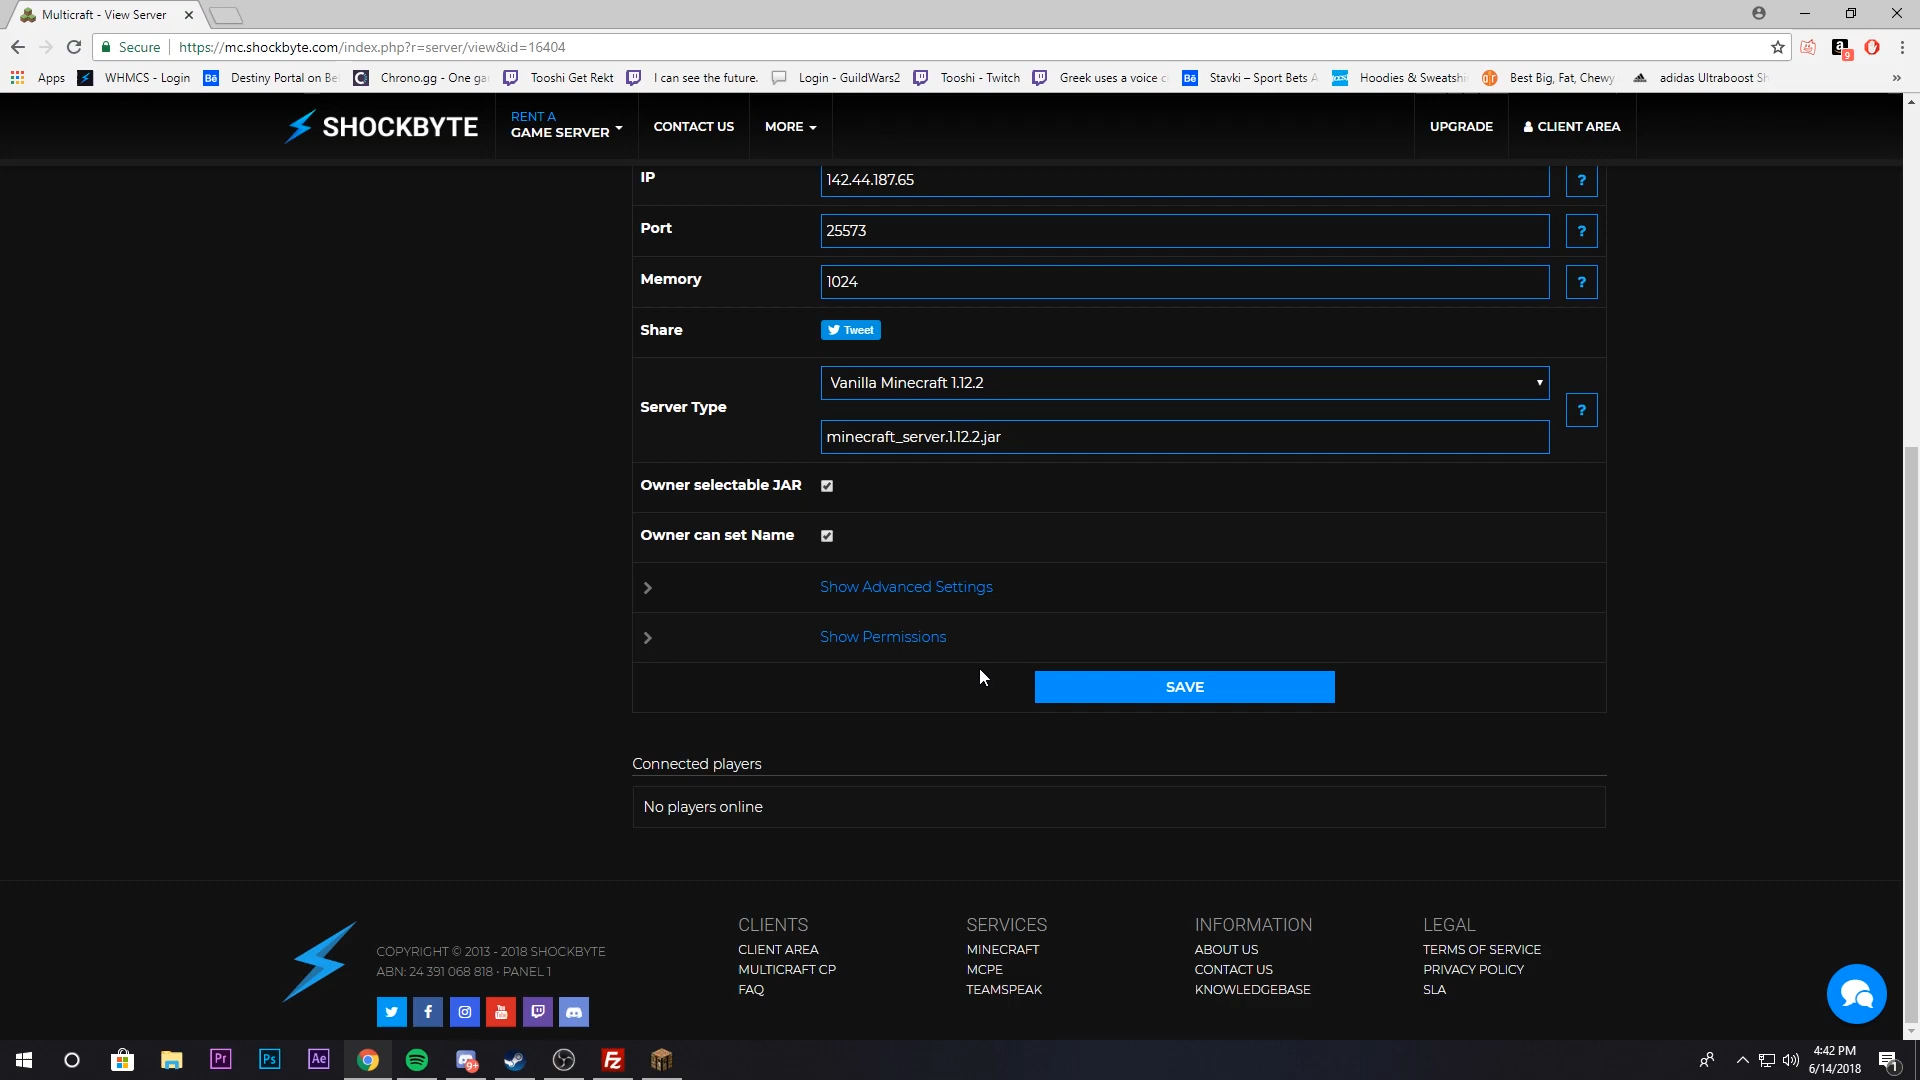 Multicraft - View Server
Secure
https://mc.shockbyte.com/index.php?r=server/view&id=16404
Apps
WHMCS - Login
Destiny Portal on Be
Chrono.gg - One ga
Tooshi Get Rekt
I can see the future.
Login - GuildWars2
Tooshi - Twitch
Greek uses a voice c
Stavki – Sport Bets A
Hoodies & Sweatshi
Best Big, Fat, Chewy
adidas Ultraboost Sh
»
SHOCKBYTE
RENT A
GAME SERVER
CONTACT US
MORE
UPGRADE
CLIENT AREA
IP
142.44.187.65
?
Port
25573
?
Memory
1024
?
Share
Tweet
Server Type
Vanilla Minecraft 1.12.2
minecraft_server.1.12.2.jar
?
Owner selectable JAR
Owner can set Name
Show Advanced Settings
Show Permissions
SAVE
Connected players
No players online
COPYRIGHT © 2013 - 2018 SHOCKBYTE
ABN: 24 391 068 818 · PANEL 1
CLIENTS
CLIENT AREA
MULTICRAFT CP
FAQ
SERVICES
MINECRAFT
MCPE
TEAMSPEAK
INFORMATION
ABOUT US
CONTACT US
KNOWLEDGEBASE
LEGAL
TERMS OF SERVICE
PRIVACY POLICY
SLA
Pr
Ps
Ae
9+
Fz
4:42 PM
6/14/2018
1